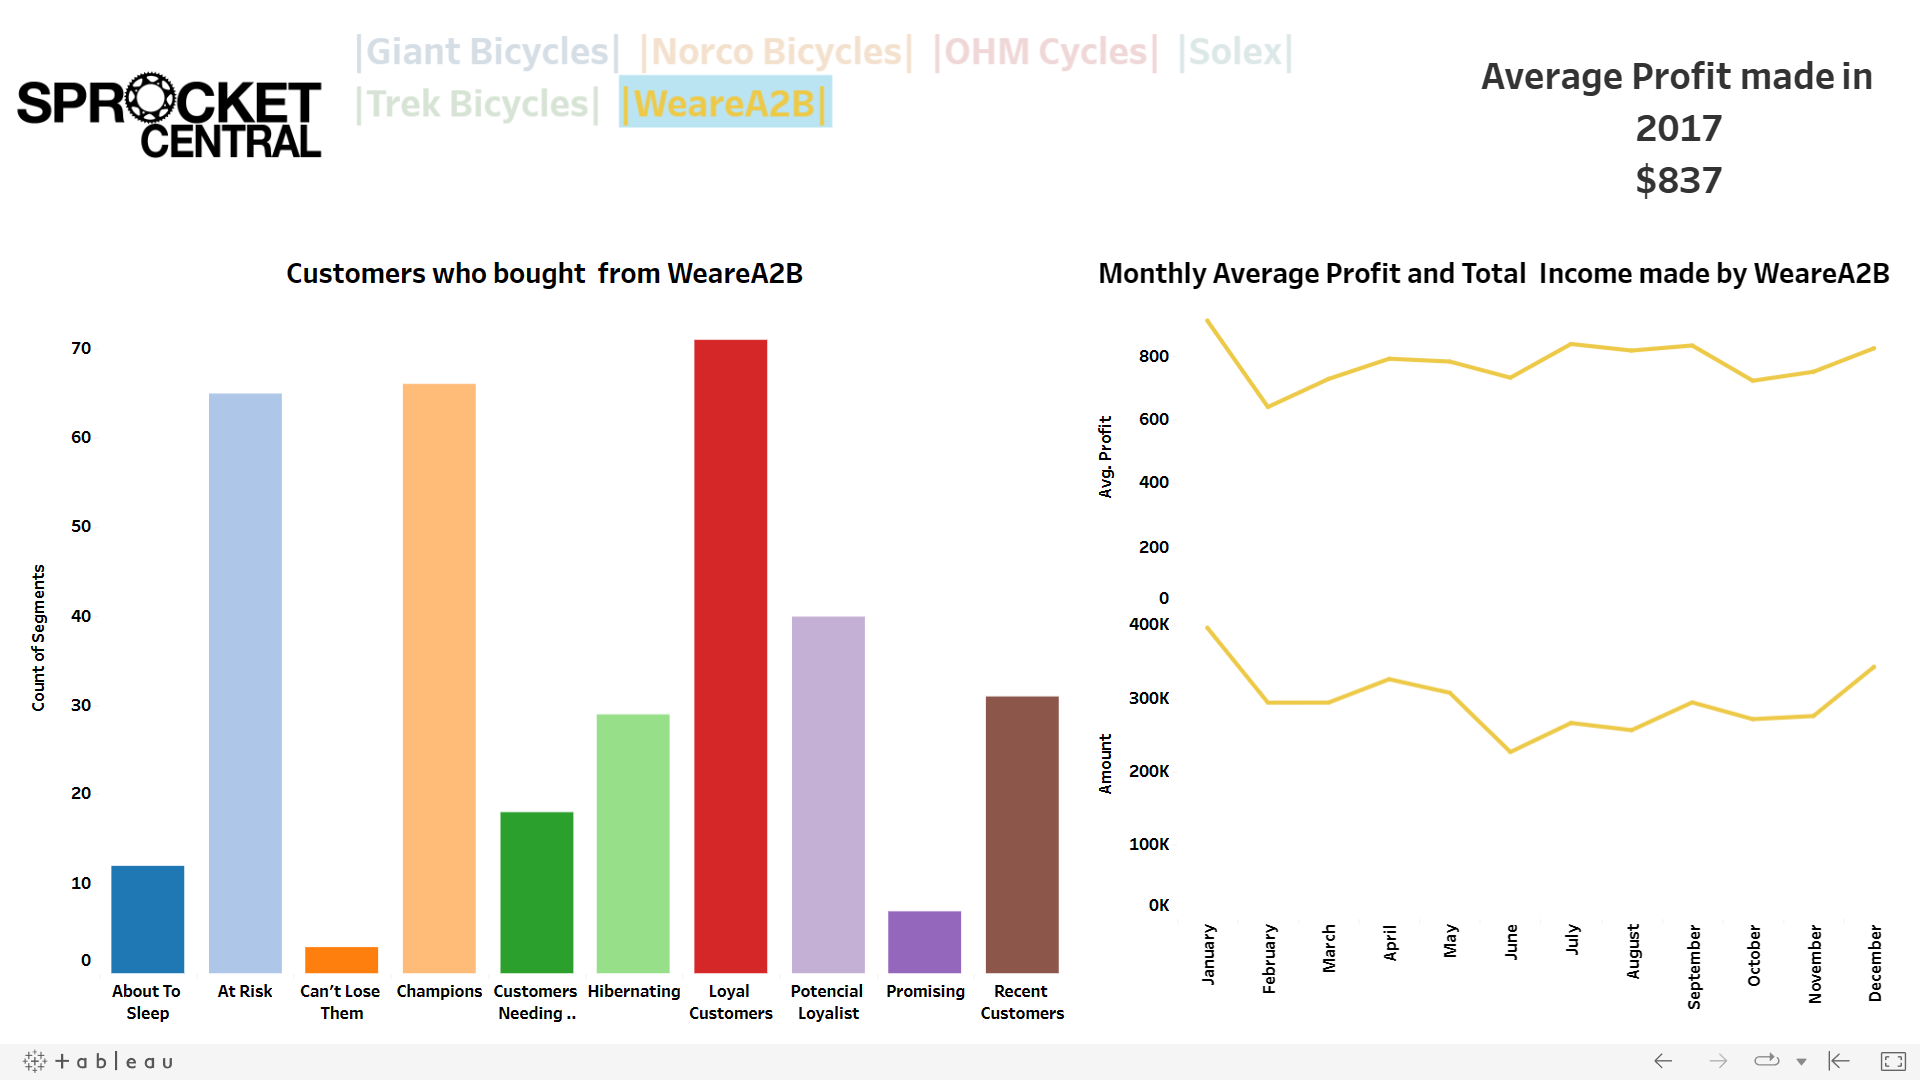 |Giant Bicycles| |Norco Bicycles| |OHM Cycles| |Solex|
|Trek Bicycles| |WeareA2B|
SPROCKET
CENTRAL
Average Profit made in
2017
$837
Customers who bought from WeareA2B
70
60
50
40
30
20
10
0
Count of Segments
About To
Sleep
At Risk
Can't Lose
Them
Champions
Customers
Needing ..
Hibernating
Loyal
Customers
Potencial
Loyalist
Promising
Recent
Customers
Monthly Average Profit and Total Income made by WeareA2B
800
600
400
200
0
Avg. Profit
400K
300K
200K
100K
0K
Amount
January
February
March
April
May
June
July
August
September
October
November
December
+ a b | e a u